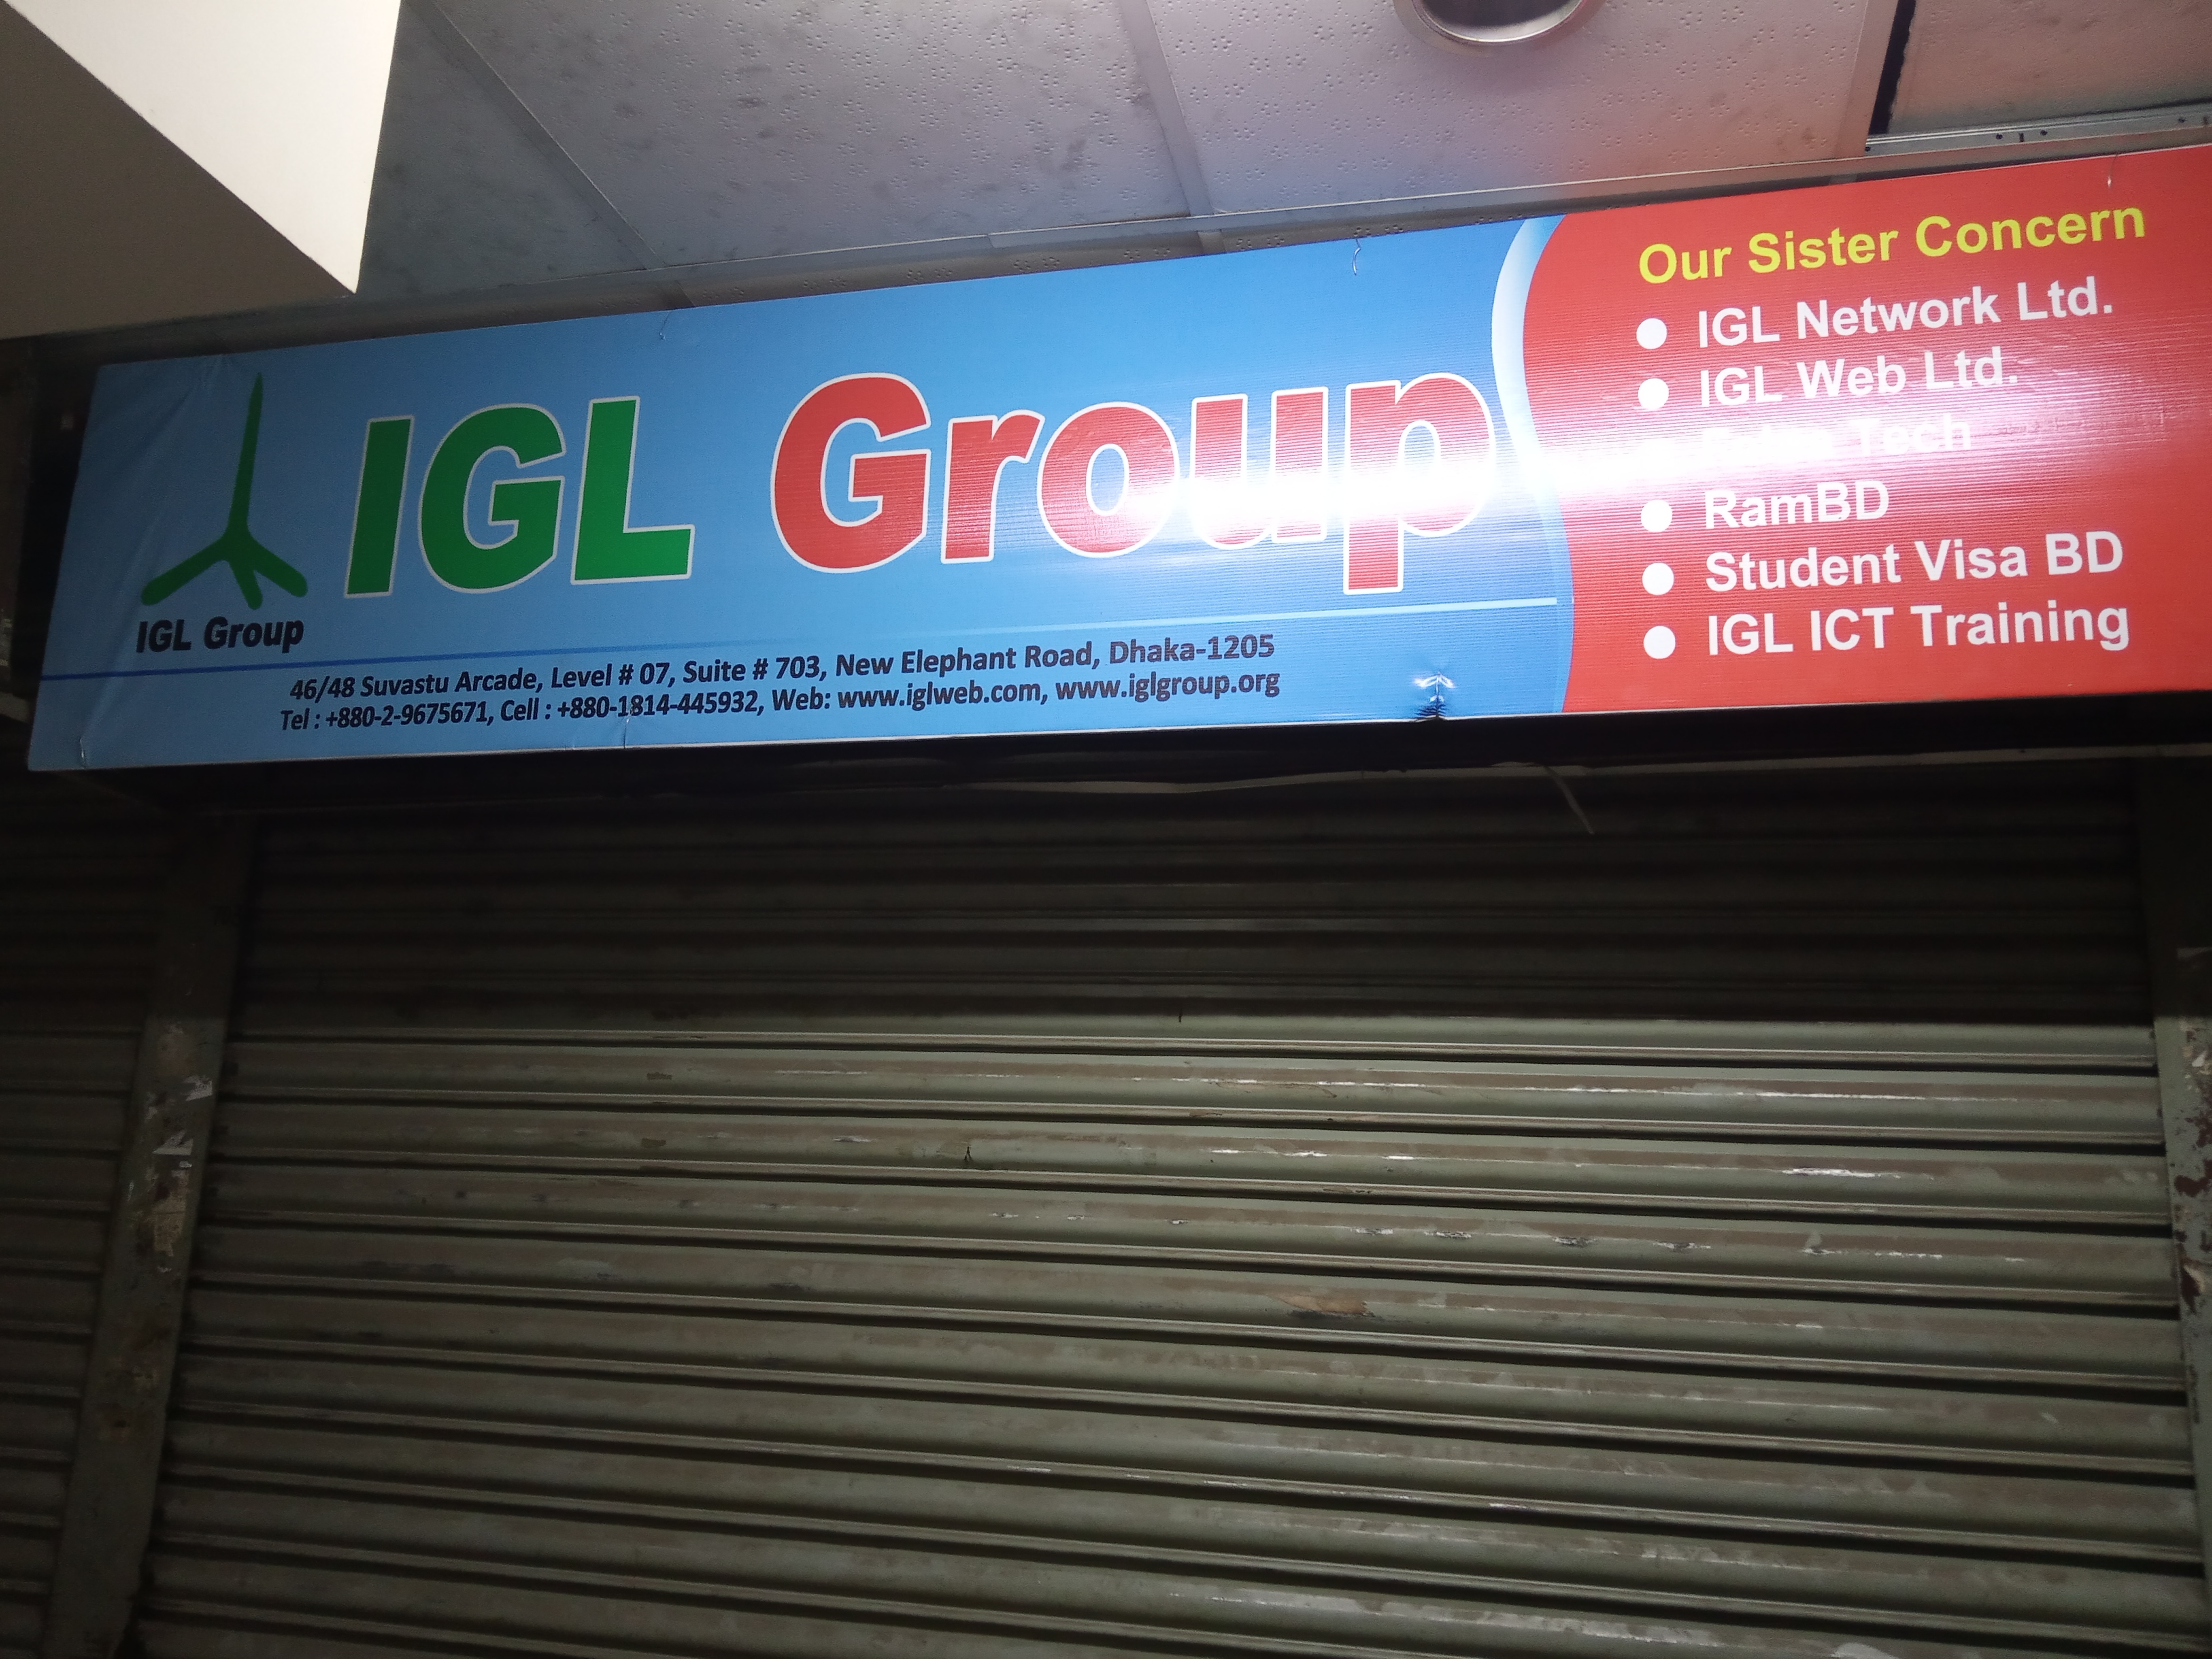 IGL Group
IGL Group
46/48 Suvastu Arcade, Level # 07, Suite # 703, New Elephant Road, Dhaka-1205
Tel : +880-2-9675671, Cell : +880-1814-445932, Web: www.iglweb.com, www.iglgroup.org
Our Sister Concern
IGL Network Ltd.
IGL Web Ltd.
Tech
RamBD
Student Visa BD
IGL ICT Training